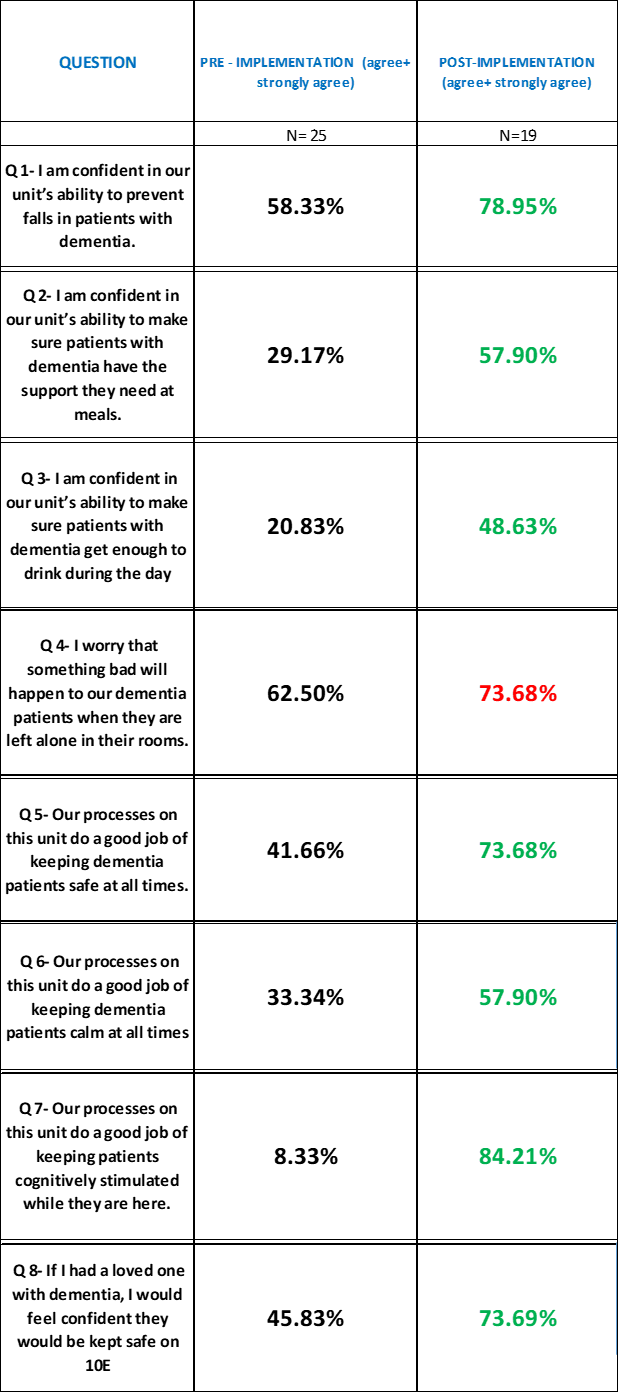 QUESTION
PRE - IMPLEMENTATION (agree+
strongly agree)
POST-IMPLEMENTATION
(agree+ strongly agree)
N= 25
N=19
Q 1- I am confident in our
unit’s ability to prevent
falls in patients with
dementia.
58.33%
78.95%
Q 2- I am confident in
our unit’s ability to make
sure patients with
dementia have the
support they need at
meals.
29.17%
57.90%
Q 3- I am confident in
our unit’s ability to make
sure patients with
dementia get enough to
drink during the day
20.83%
48.63%
Q 4- I worry that
something bad will
happen to our dementia
patients when they are
left alone in their rooms.
62.50%
73.68%
Q 5- Our processes on
this unit do a good job of
keeping dementia
patients safe at all times.
41.66%
73.68%
Q 6- Our processes on
this unit do a good job of
keeping dementia
patients calm at all times
33.34%
57.90%
Q 7- Our processes on
this unit do a good job of
keeping patients
cognitively stimulated
while they are here.
8.33%
84.21%
Q 8- If I had a loved one
with dementia, I would
feel confident they
would be kept safe on
10E
45.83%
73.69%